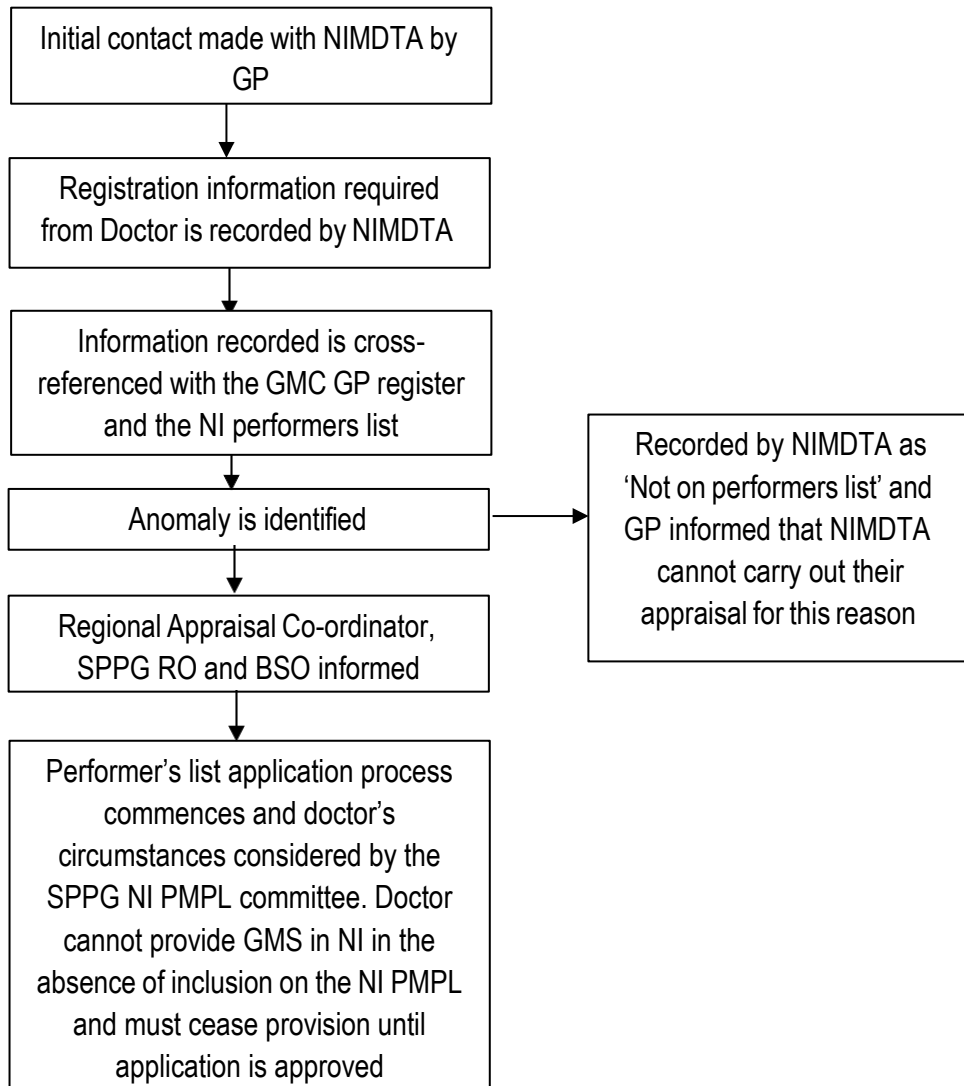 Initial contact made with NIMDTA by
GP
Registration information required
from Doctor is recorded by NIMDTA
Information recorded is cross-
referenced with the GMC GP register
and the NI performers list
Anomaly is identified
Recorded by NIMDTA as
‘Not on performers list’ and
GP informed that NIMDTA
cannot carry out their
appraisal for this reason
Regional Appraisal Co-ordinator,
SPPG RO and BSO informed
Performer’s list application process
commences and doctor’s
circumstances considered by the
SPPG NI PMPL committee. Doctor
cannot provide GMS in NI in the
absence of inclusion on the NI PMPL
and must cease provision until
application is approved